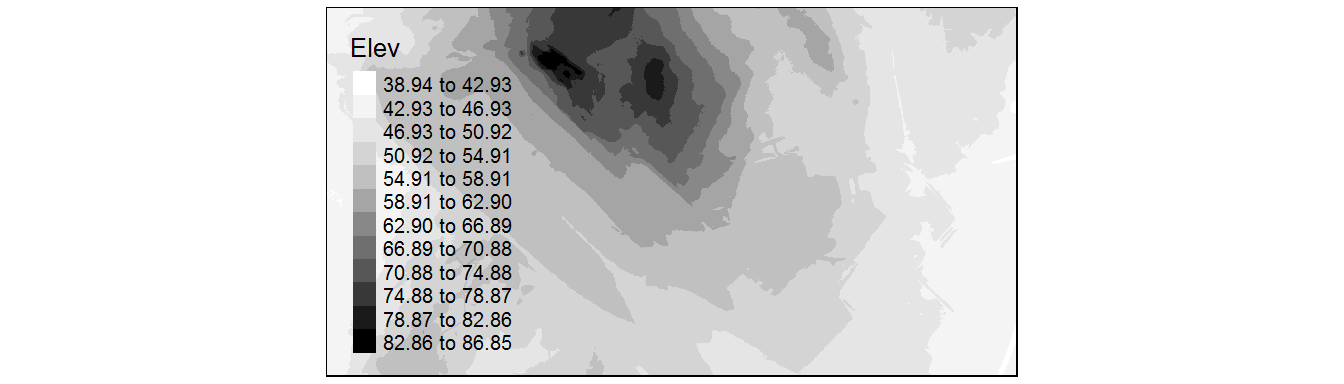 Elev
38.94 to 42.93
42.93 to 46.93
46.93 to 50.92
50.92 to 54.91
54.91 to 58.91
58.91 to 62.90
62.90 to 66.89
66.89 to 70.88
70.88 to 74.88
74.88 to 78.87
78.87 to 82.86
82.86 to 86.85